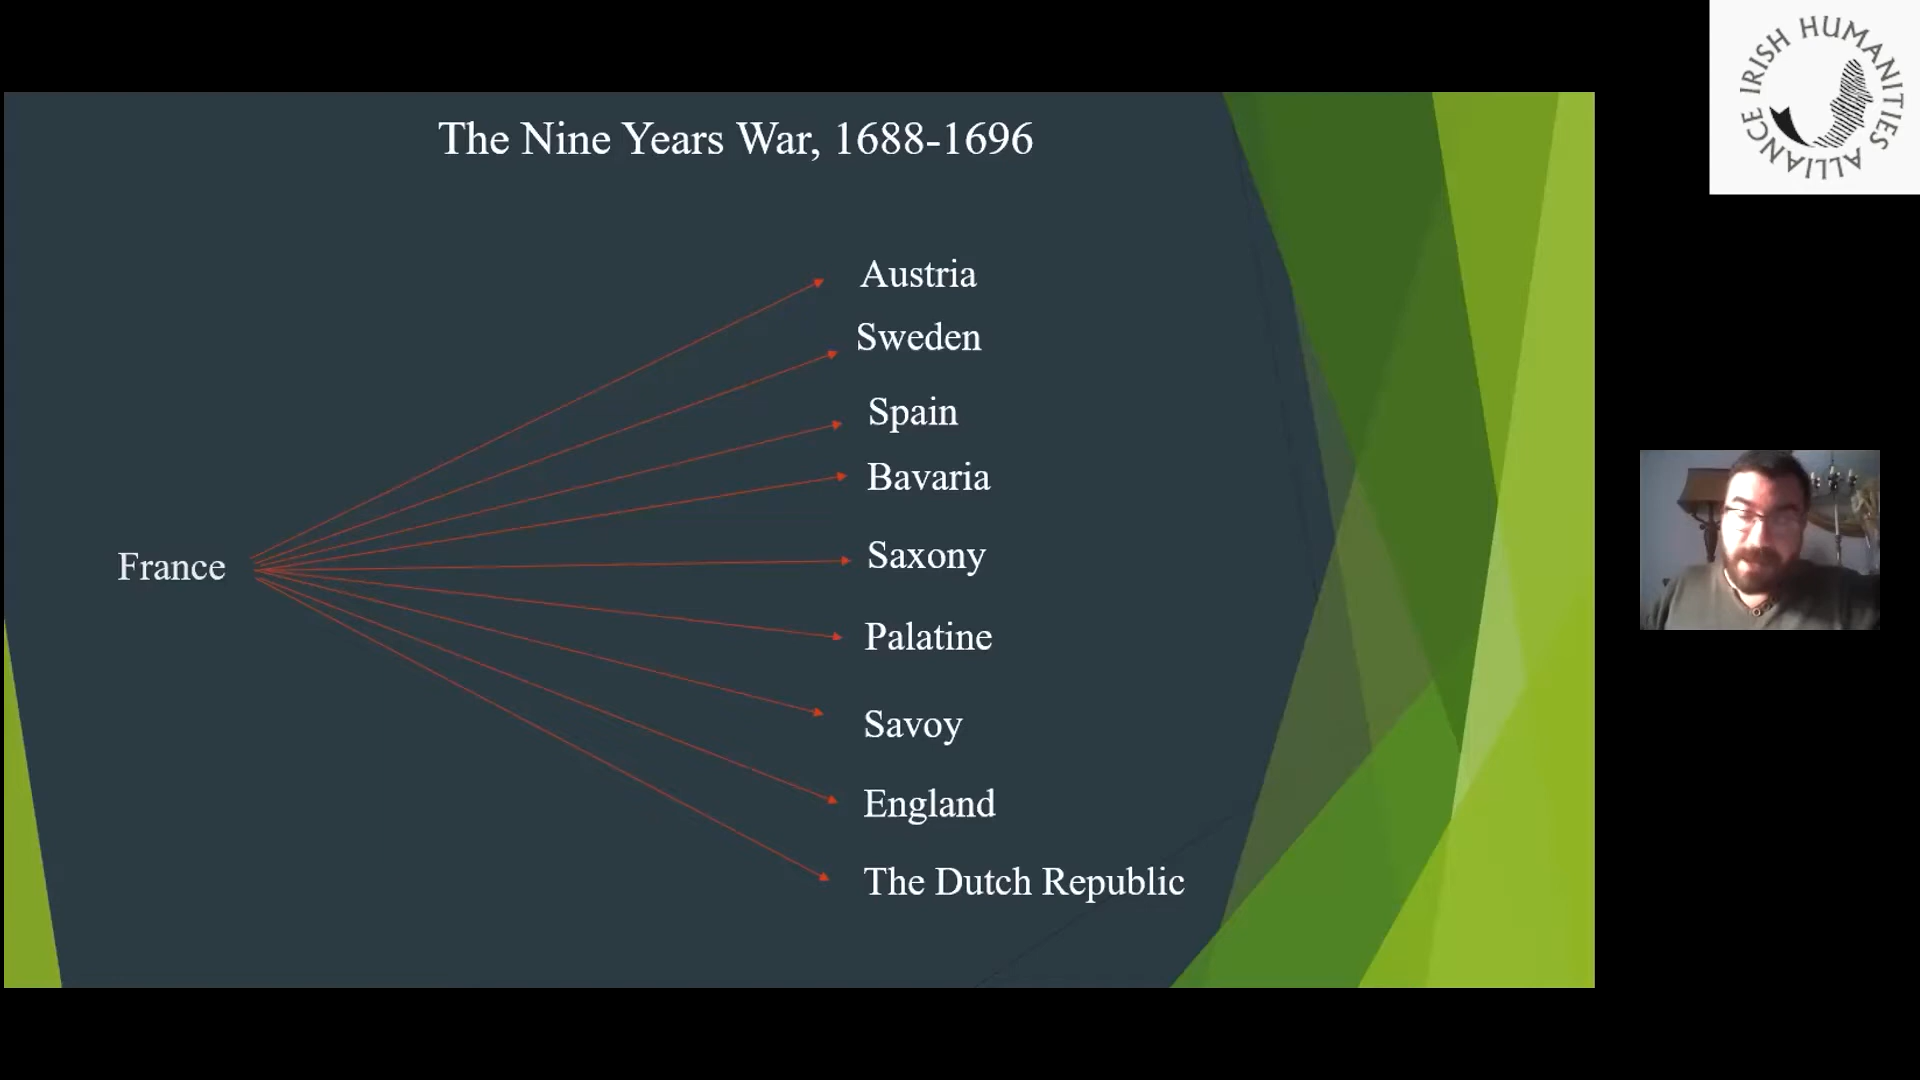 The Nine Years War, 1688-1696
Austria
Sweden
Spain
Bavaria
Saxony
France
Palatine
Savoy
England
The Dutch Republic
IRISH HUMANITIES ALLIANCE